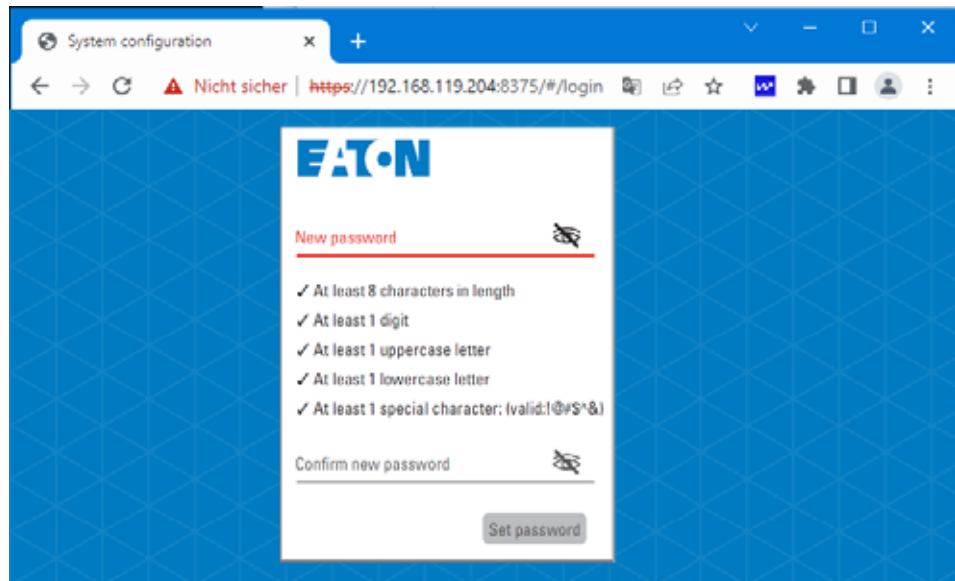 System configuration
Nicht sicher | https://192.168.119.204:8375/#/login
EATON
New password
✓ At least 8 characters in length
✓ At least 1 digit
✓ At least 1 uppercase letter
✓ At least 1 lowercase letter
✓ At least 1 special character: (valid:!@#$^&)
Confirm new password
Set password